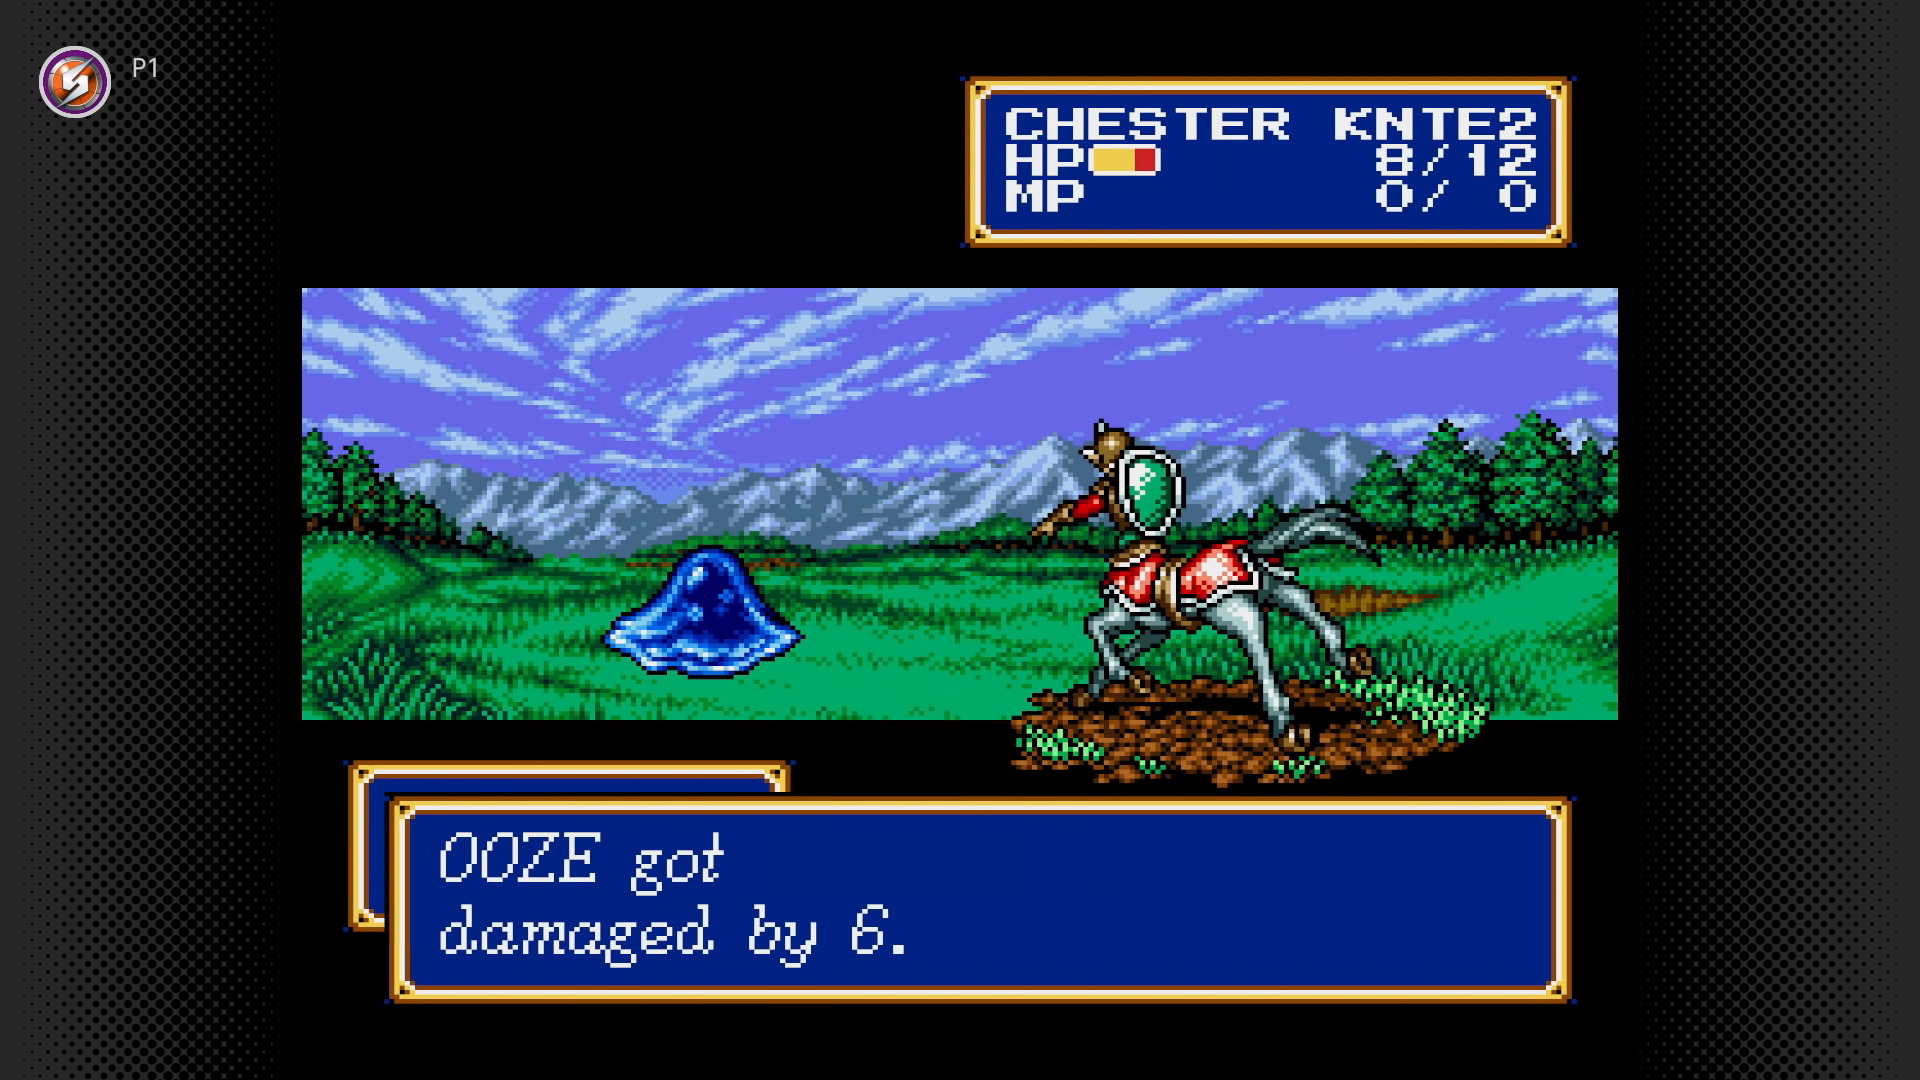 P1
CHESTER KNTE2
HP 8/12
MP 0/ 0
OOZE got
damaged by 6.